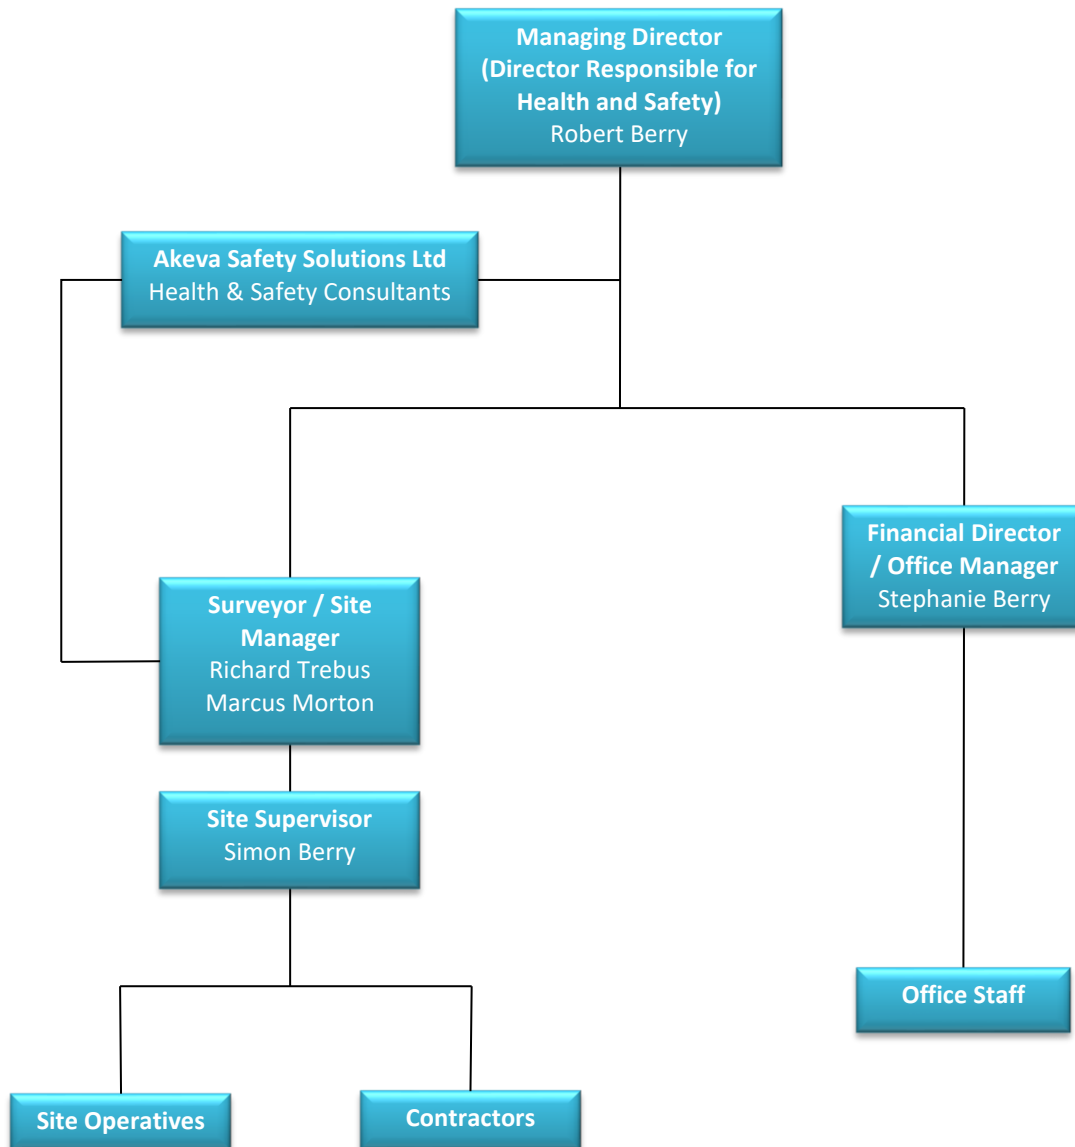 Managing Director
(Director Responsible for
Health and Safety)
Robert Berry
Akeva Safety Solutions Ltd
Health & Safety Consultants
Financial Director
/ Office Manager
Stephanie Berry
Surveyor / Site
Manager
Richard Trebus
Marcus Morton
Site Supervisor
Simon Berry
Office Staff
Site Operatives
Contractors